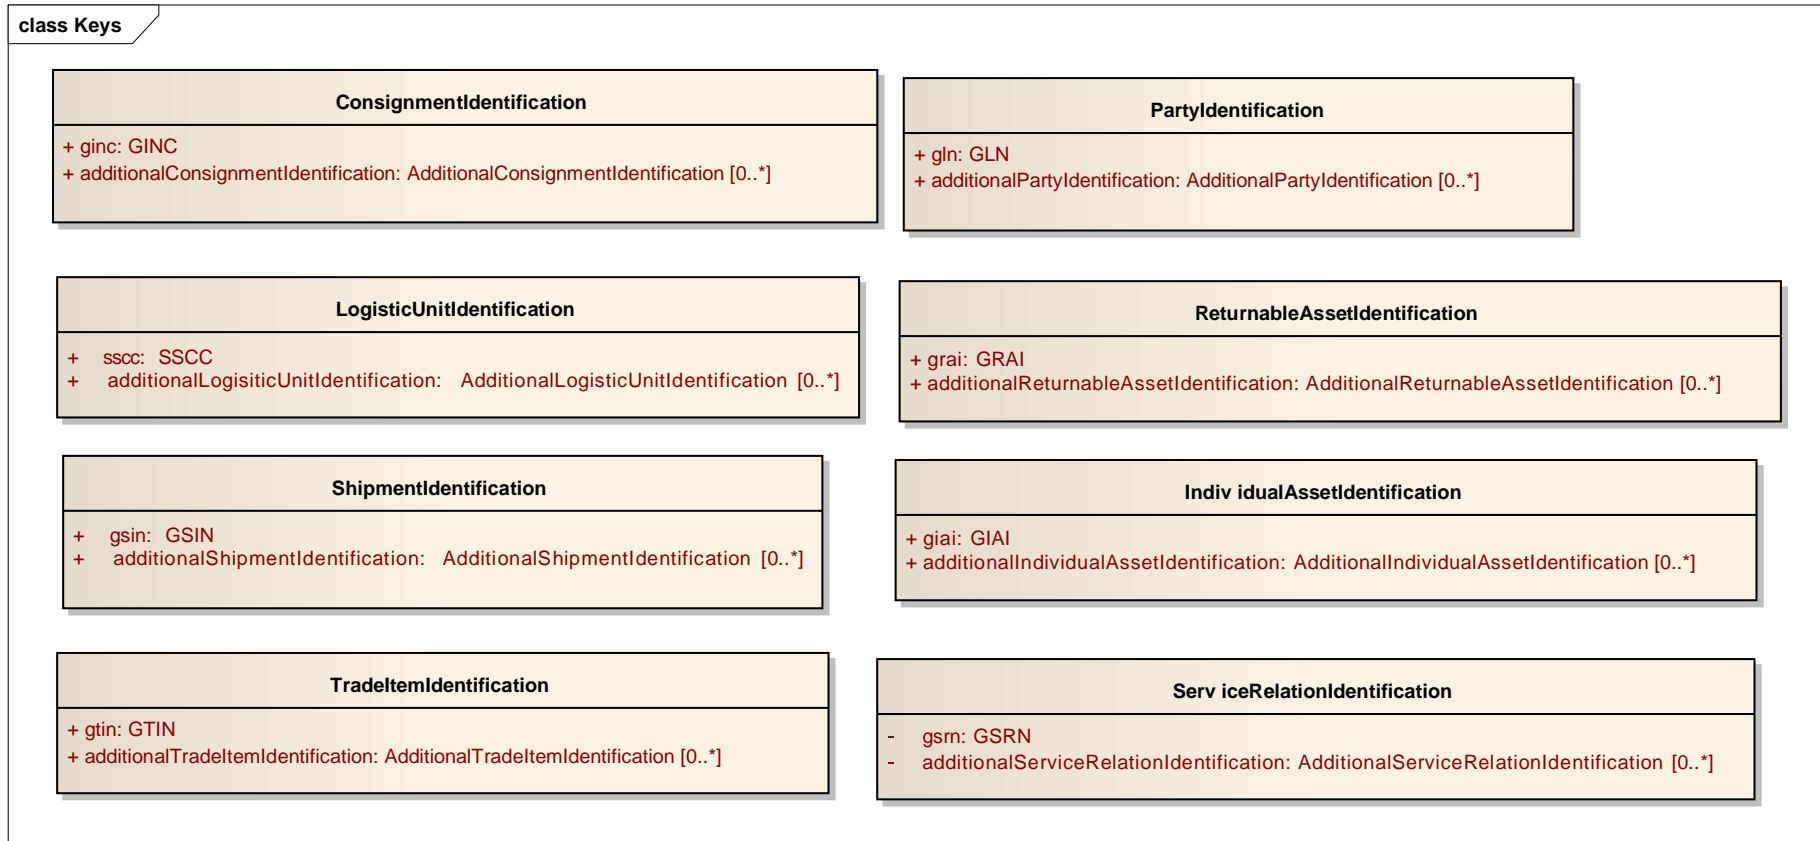 class Keys
ConsignmentIdentification
+ ginc: GINC
+ additionalConsignmentIdentification: AdditionalConsignmentIdentification [0..*]
PartyIdentification
+ gln: GLN
+ additionalPartyIdentification: AdditionalPartyIdentification [0..*]
LogisticUnitIdentification
+ sscc: SSCC
+ additionalLogisiticUnitIdentification: AdditionalLogisticUnitIdentification [0..*]
ReturnableAssetIdentification
+ grai: GRAI
+ additionalReturnableAssetIdentification: AdditionalReturnableAssetIdentification [0..*]
ShipmentIdentification
+ gsin: GSIN
+ additionalShipmentIdentification: AdditionalShipmentIdentification [0..*]
Indiv idualAssetIdentification
+ giai: GIAI
+ additionalIndividualAssetIdentification: AdditionalIndividualAssetIdentification [0..*]
TradeItemIdentification
+ gtin: GTIN
+ additionalTradeItemIdentification: AdditionalTradeItemIdentification [0..*]
Serv iceRelationIdentification
- gsrn: GSRN
- additionalServiceRelationIdentification: AdditionalServiceRelationIdentification [0..*]